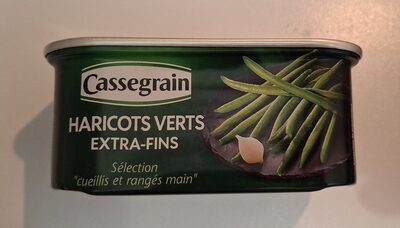 Cassegrain
HARICOTS VERTS
EXTRA-FINS
Sélection
"cueillis et rangés main"